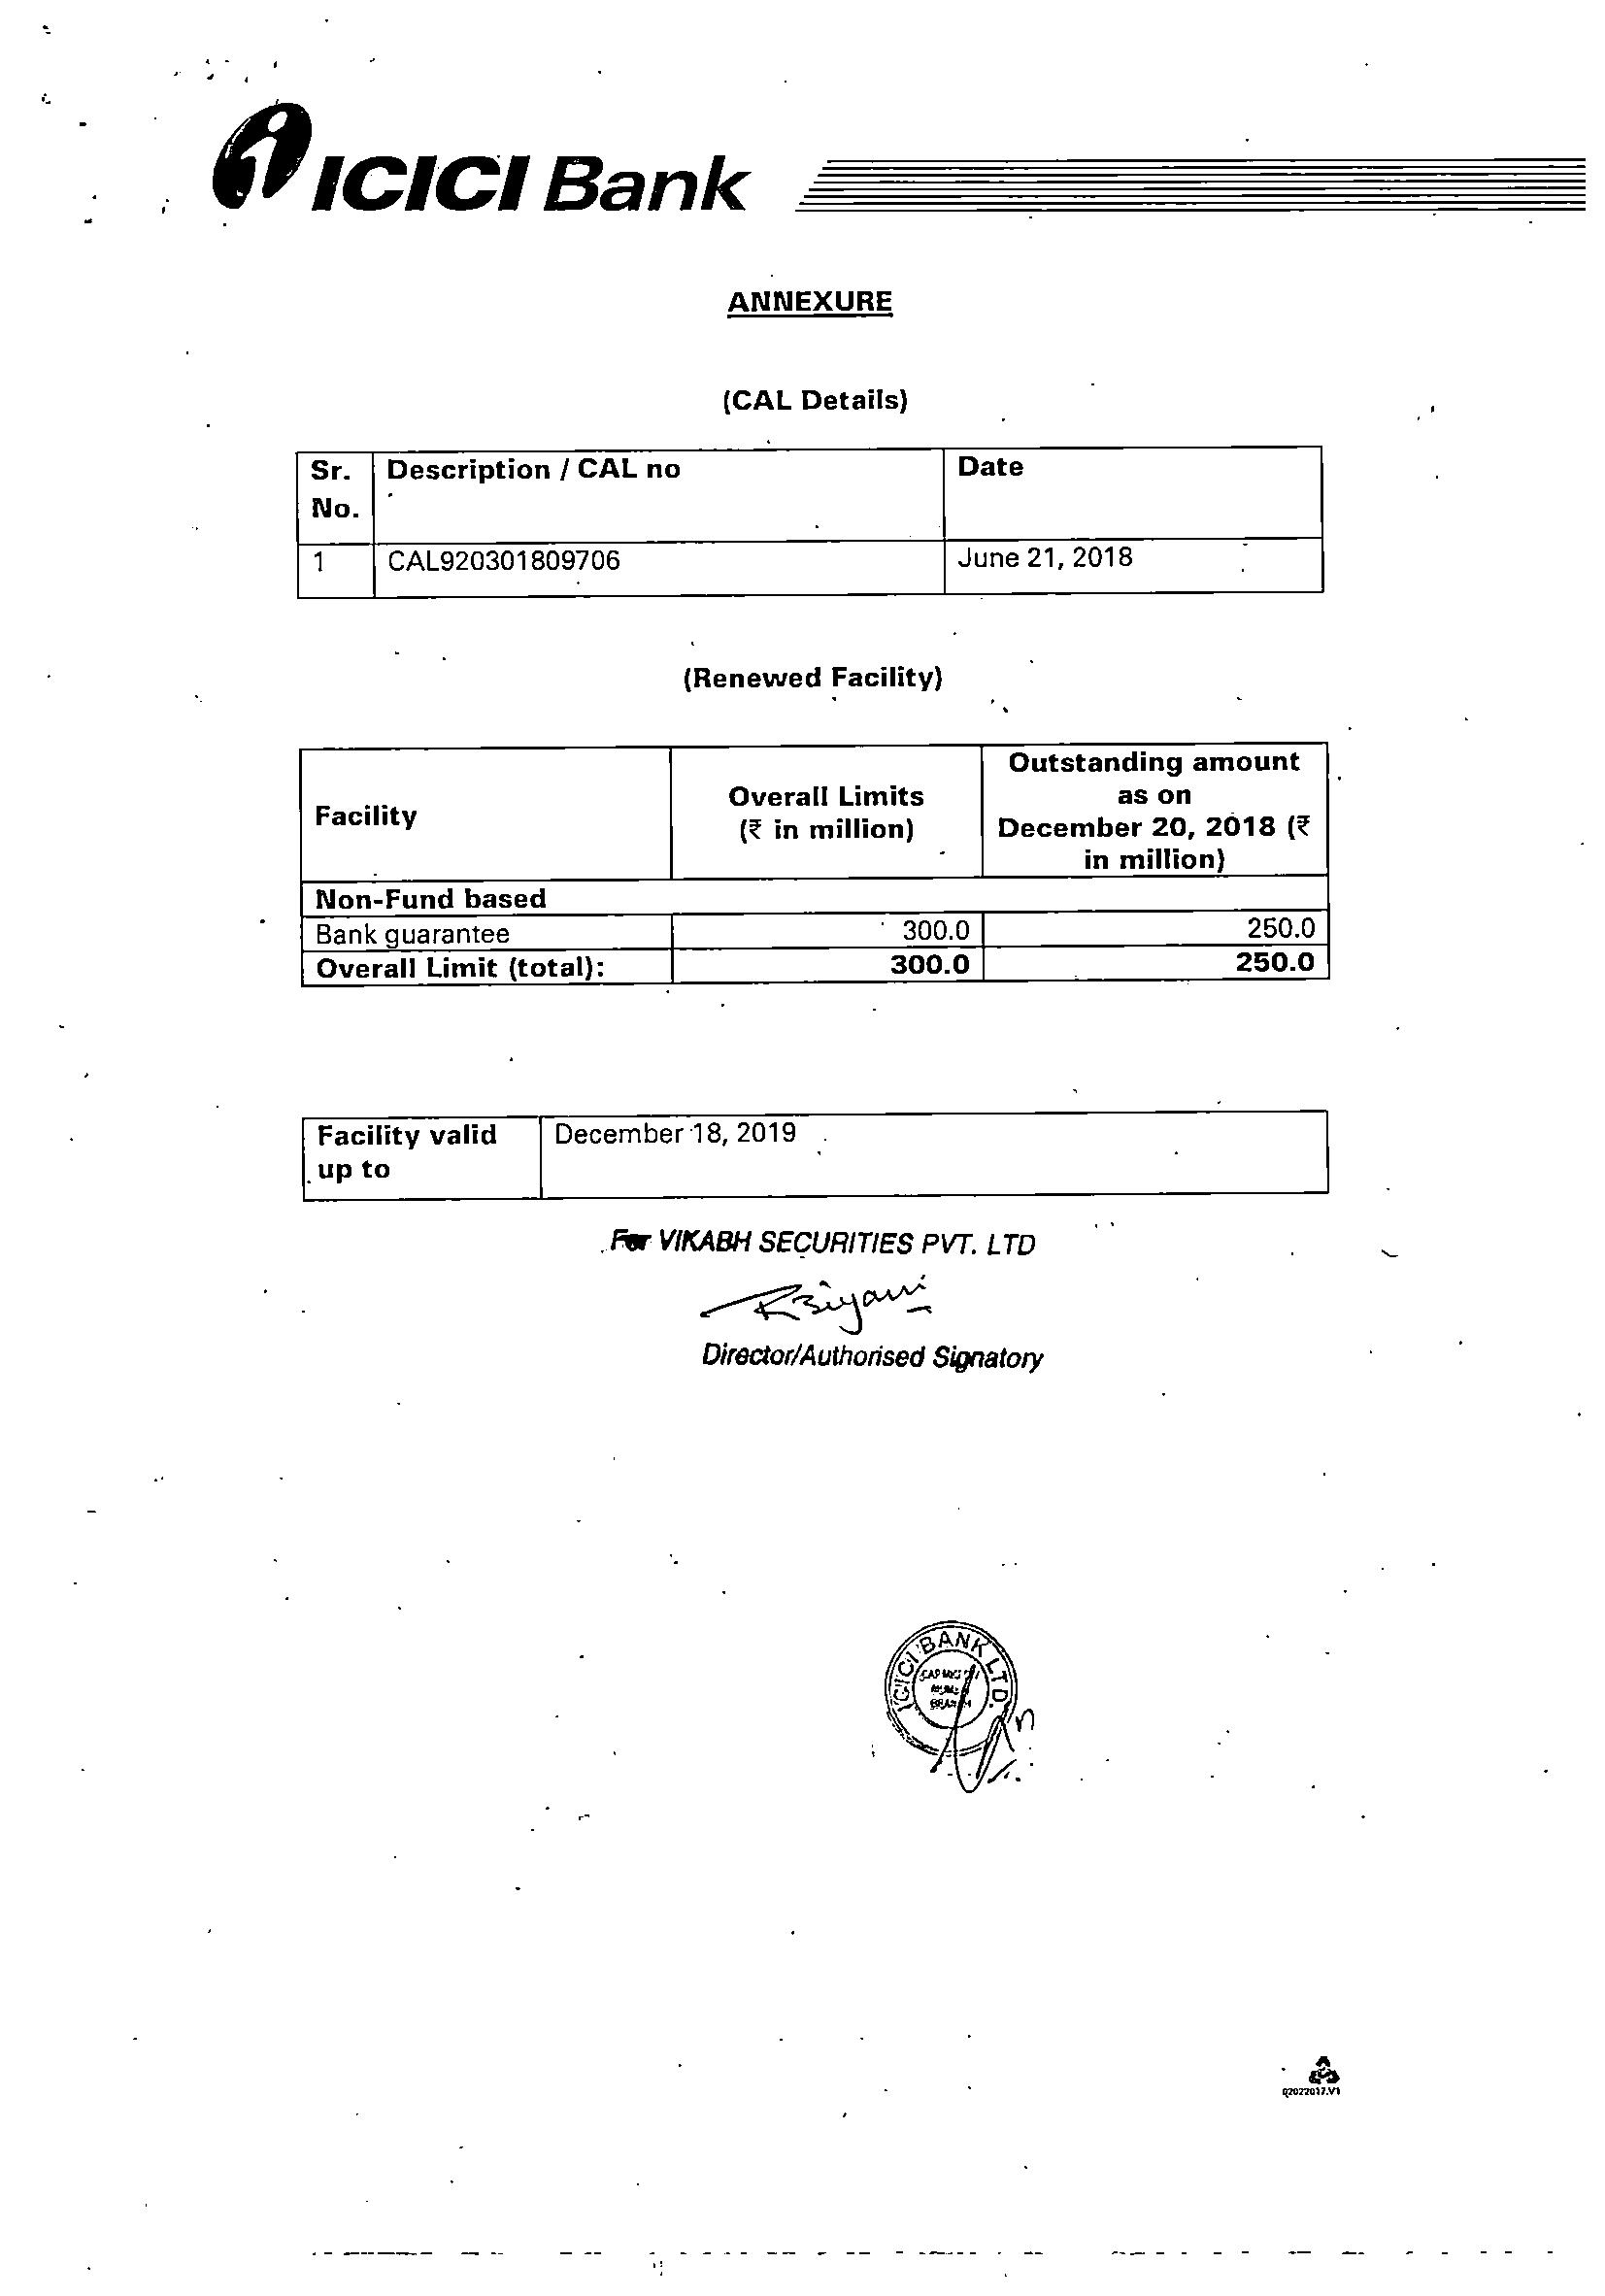 ICICI Bank
ANNEXURE
(CAL Details)
Sr. No. Description / CAL no Date
1 CAL920301809706 June 21, 2018
(Renewed Facility)
Facility Overall Limits (₹ in million) Outstanding amount as on December 20, 2018 (₹ in million)
Non-Fund based
Bank guarantee 300.0 250.0
Overall Limit (total): 300.0 250.0
Facility valid up to December 18, 2019
For VIKABH SECURITIES PVT. LTD
RBiyani
Director/Authorised Signatory
ICICI BANK LTD.